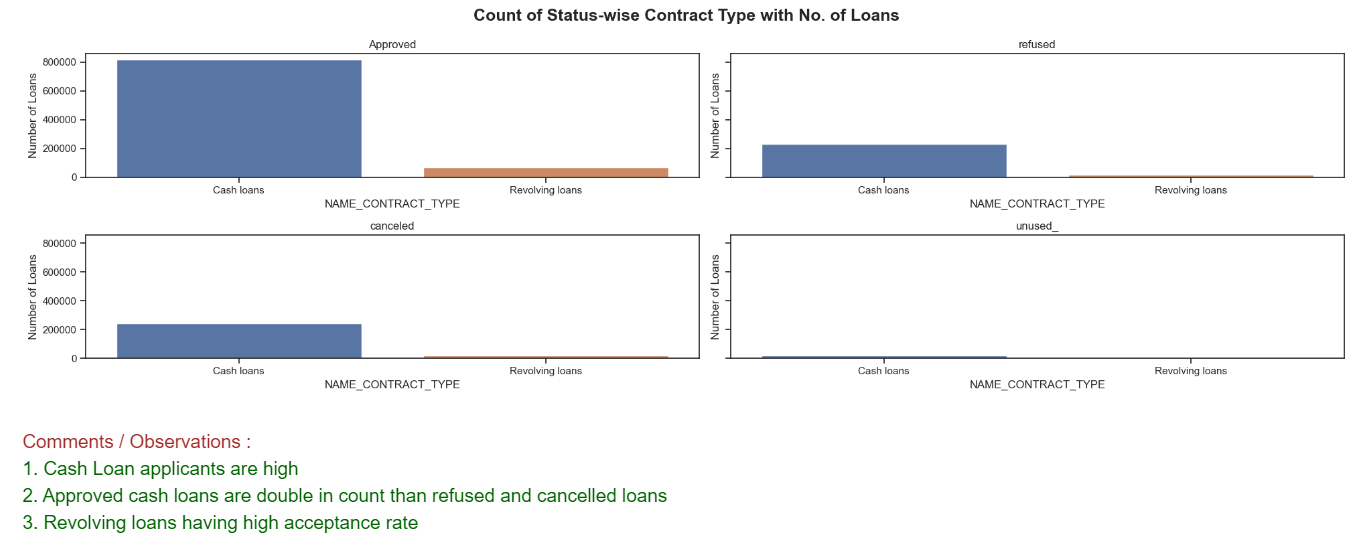 Count of Status-wise Contract Type with No. of Loans
Approved
800000
600000
400000
200000
0
Number of Loans
Cash loans
Revolving loans
NAME_CONTRACT_TYPE
refused
Number of Loans
Cash loans
Revolving loans
NAME_CONTRACT_TYPE
canceled
800000
600000
400000
200000
0
Number of Loans
Cash loans
Revolving loans
NAME_CONTRACT_TYPE
unused_
Number of Loans
Cash loans
Revolving loans
NAME_CONTRACT_TYPE
Comments / Observations :
1. Cash Loan applicants are high
2. Approved cash loans are double in count than refused and cancelled loans
3. Revolving loans having high acceptance rate